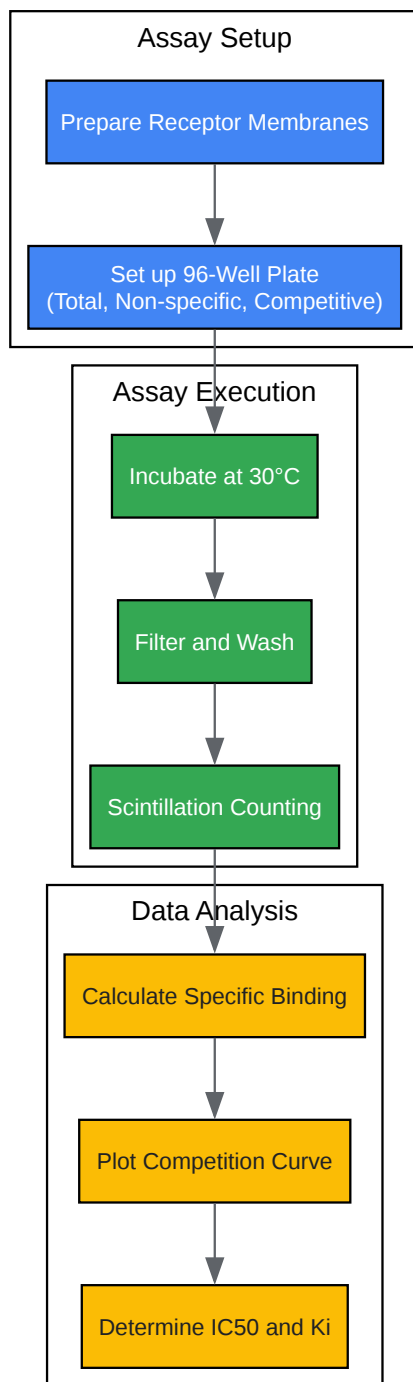 Assay Setup
Prepare Receptor Membranes
Set up 96-Well Plate
(Total, Non-specific, Competitive)
Assay Execution
Incubate at 30°C
Filter and Wash
Scintillation Counting
Data Analysis
Calculate Specific Binding
Plot Competition Curve
Determine IC50 and Ki